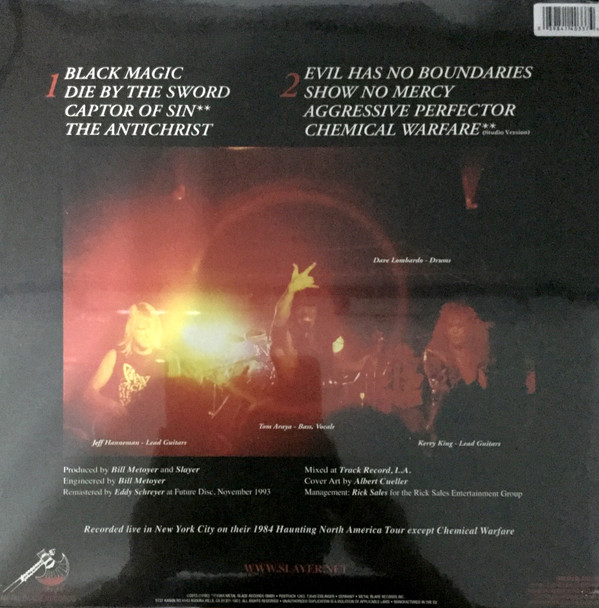 1
BLACK MAGIC
DIE BY THE SWORD
CAPTOR OF SIN**
THE ANTICHRIST
2
EVIL HAS NO BOUNDARIES
SHOW NO MERCY
AGGRESSIVE PERFECTOR
CHEMICAL WARFARE** (Studio Version)
Dave Lombardo - Drums
Tom Araya - Bass, Vocals
Jeff Hanneman - Lead Guitars
Kerry King - Lead Guitars
Produced by Bill Metoyer and Slayer
Engineered by Bill Metoyer
Remastered by Eddy Schreyer at Future Disc, November 1993
Mixed at Track Record, L.A.
Cover Art by Albert Cuellar
Management: Rick Sales for the Rick Sales Entertainment Group
Recorded live in New York City on their 1984 Haunting North America Tour except Chemical Warfare
WWW.SLAYER.NET